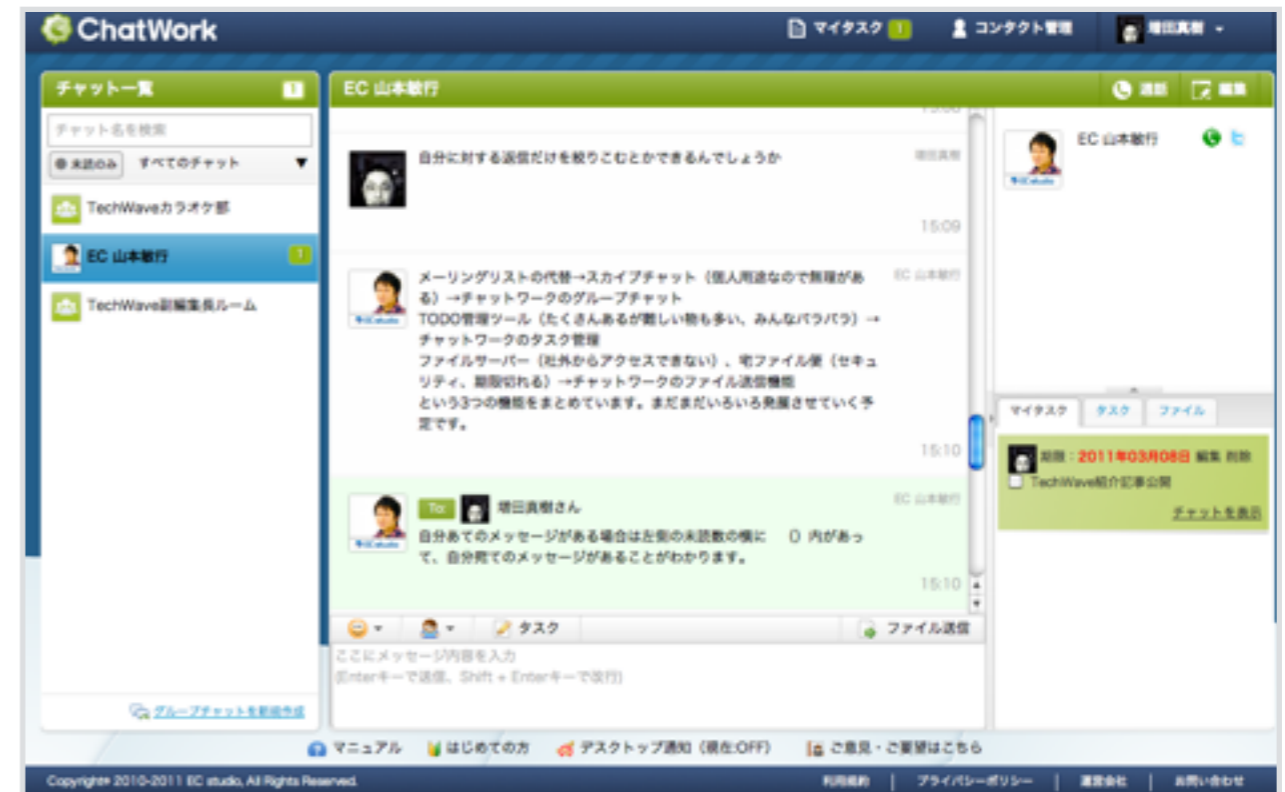 ChatWork
マイタスク 1
コンタクト管理
増田真樹
チャット一覧 1
チャット名を検索
未読のみ すべてのチャット
TechWaveカラオケ部
EC 山本敏行 1
TechWave副編集長ルーム
グループチャットを新規作成
EC 山本敏行
通話 編集
自分に対する返信だけを絞りこむとかできるんでしょうか
増田真樹
15:09
メーリングリストの代替→スカイプチャット（個人用途なので無理があ
る）→チャットワークのグループチャット
TODO管理ツール（たくさんあるが難しい物も多い、みんなバラバラ）→
チャットワークのタスク管理
ファイルサーバー（社外からアクセスできない）、宅ファイル便（セキュ
リティ、期限切れる）→チャットワークのファイル送信機能
という3つの機能をまとめています。まだまだいろいろ発展させていく予
定です。
EC 山本敏行
15:10
To: 増田真樹さん
EC 山本敏行
自分あてのメッセージがある場合は左側の未読数の横に　（）内があっ
て、自分宛てのメッセージがあることがわかります。
15:10
タスク
ファイル送信
ここにメッセージ内容を入力
(Enterキーで送信、Shift + Enterキーで改行)
EC 山本敏行
マイタスク タスク ファイル
期限：2011年03月08日 編集 削除
TechWave紹介記事公開
チャットを表示
マニュアル はじめての方 デスクトップ通知（現在:OFF） ご意見・ご要望はこちら
Copyright© 2010-2011 EC studio, All Rights Reserved.
利用規約 | プライバシーポリシー | 運営会社 | お問い合わせ